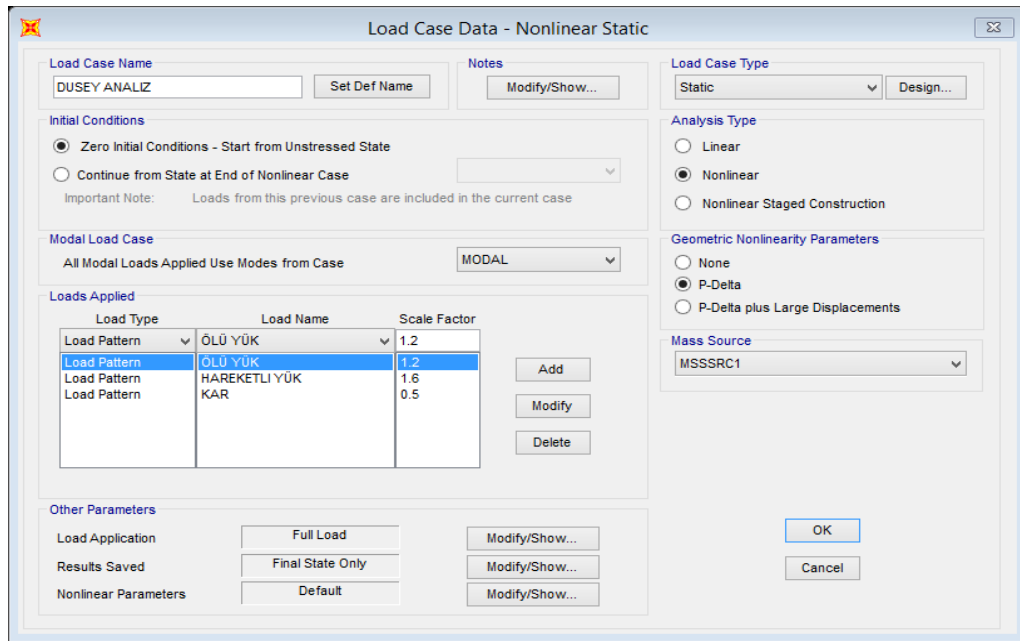 Load Case Data - Nonlinear Static
Load Case Name
DUSEY ANALIZ
Set Def Name
Notes
Modify/Show...
Load Case Type
Static
Design...
Initial Conditions
Zero Initial Conditions - Start from Unstressed State
Continue from State at End of Nonlinear Case
Important Note: Loads from this previous case are included in the current case
Analysis Type
Linear
Nonlinear
Nonlinear Staged Construction
Modal Load Case
All Modal Loads Applied Use Modes from Case
MODAL
Geometric Nonlinearity Parameters
None
P-Delta
P-Delta plus Large Displacements
Loads Applied
Load Type Load Name Scale Factor
Load Pattern ÖLÜ YÜK 1.2
Load Pattern ÖLÜ YÜK 1.2
Load Pattern HAREKETLI YÜK 1.6
Load Pattern KAR 0.5
Add
Modify
Delete
Mass Source
MSSSRC1
Other Parameters
Load Application Full Load Modify/Show...
Results Saved Final State Only Modify/Show...
Nonlinear Parameters Default Modify/Show...
OK
Cancel